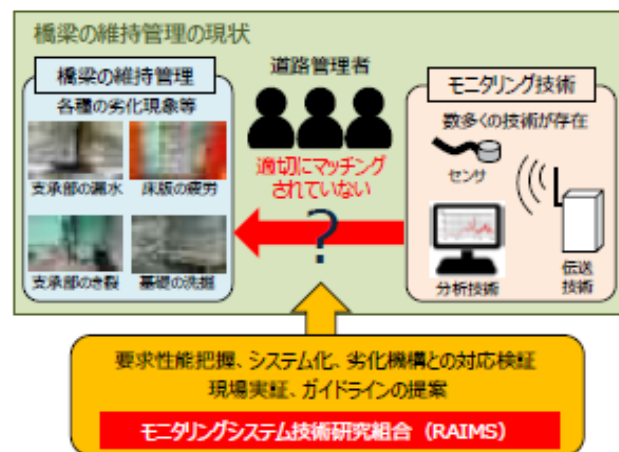 橋梁の維持管理の現状
橋梁の維持管理
各種の劣化現象等
支承部の漏水
床版の疲労
支承部のき裂
基礎の洗掘
道路管理者
適切にマッチング
されていない
?
モニタリング技術
数多くの技術が存在
センサ
分析技術
伝送
技術
要求性能把握、システム化、劣化機構との対応検証
現場実証、ガイドラインの提案
モニタリングシステム技術研究組合（RAIMS）